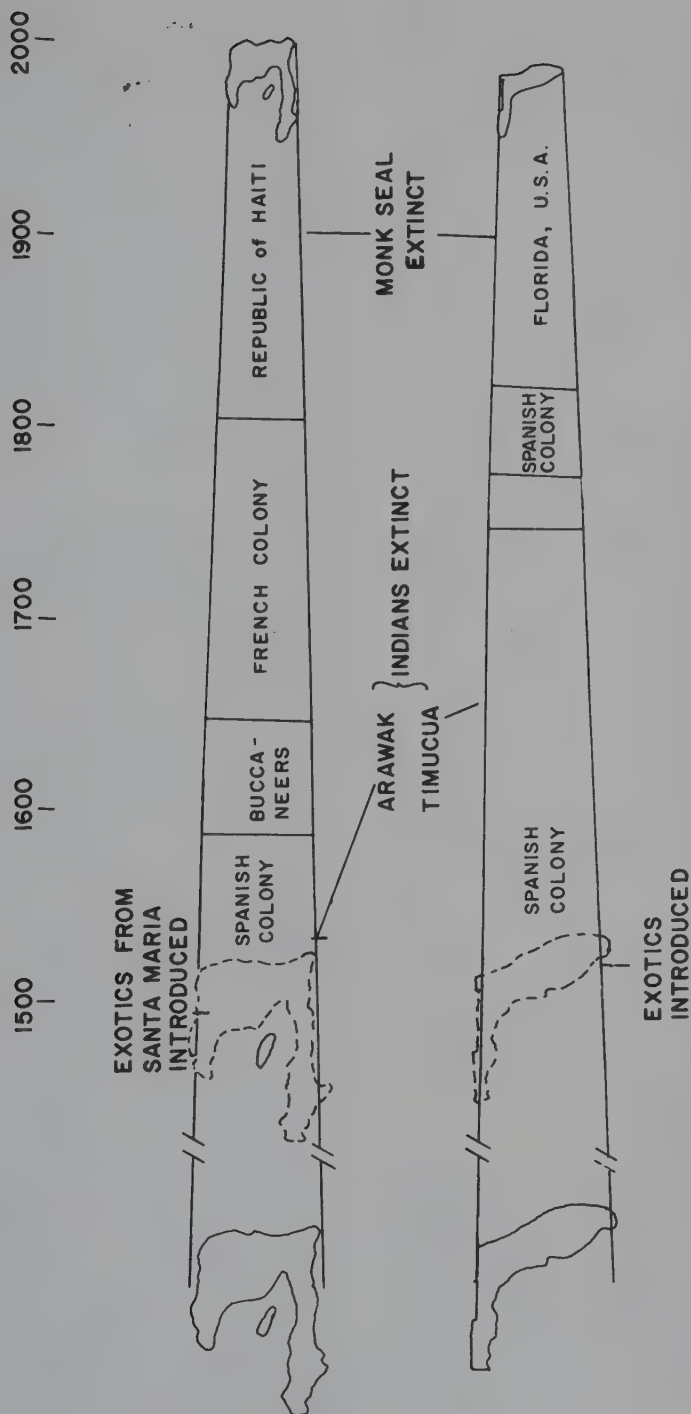 1500
1600
1700
1800
1900
2000
EXOTICS FROM
SANTA MARIA
INTRODUCED
SPANISH
COLONY
BUCCA-
NEERS
FRENCH COLONY
REPUBLIC of HAITI
ARAWAK
TIMUCUA
INDIANS EXTINCT
MONK SEAL
EXTINCT
SPANISH
COLONY
SPANISH
COLONY
FLORIDA, U.S.A.
EXOTICS
INTRODUCED